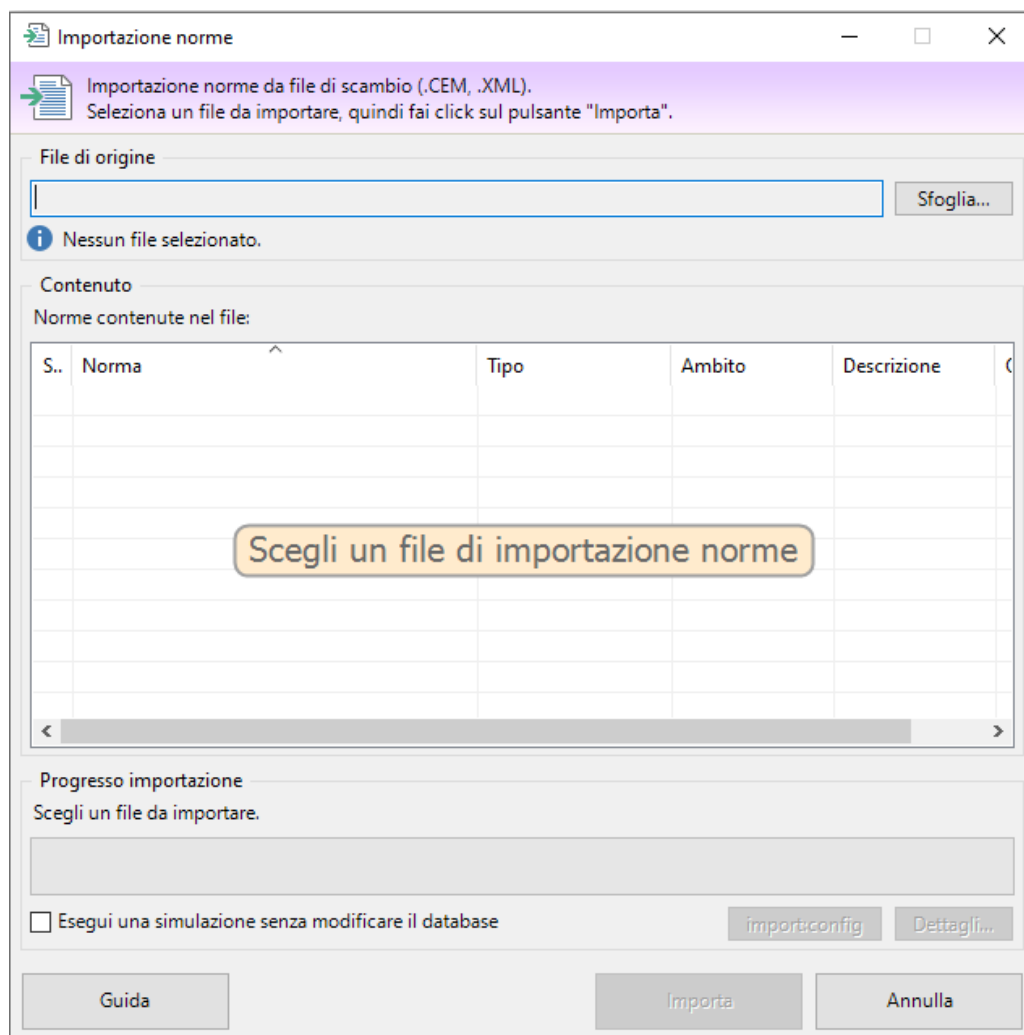 Importazione norme
Importazione norme da file di scambio (.CEM, .XML).
Seleziona un file da importare, quindi fai click sul pulsante "Importa".
File di origine
Sfoglia...
Nessun file selezionato.
Contenuto
Norme contenute nel file:
S.. Norma Tipo Ambito Descrizione
Scegli un file di importazione norme
Progresso importazione
Scegli un file da importare.
Esegui una simulazione senza modificare il database import:config Dettagli...
Guida Importa Annulla